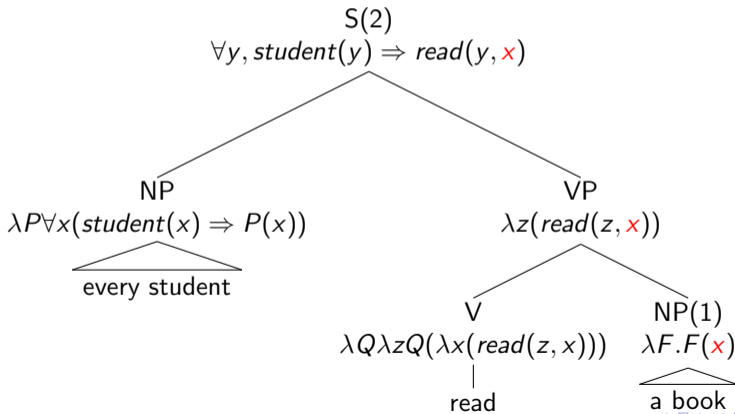 S(2)
∀y, student(y) ⇒ read(y, x)
NP
VP
λP∀x(student(x) ⇒ P(x))
λz(read(z, x))
every student
V
NP(1)
λQλzQ(λx(read(z, x)))
λF.F(x)
read
a book